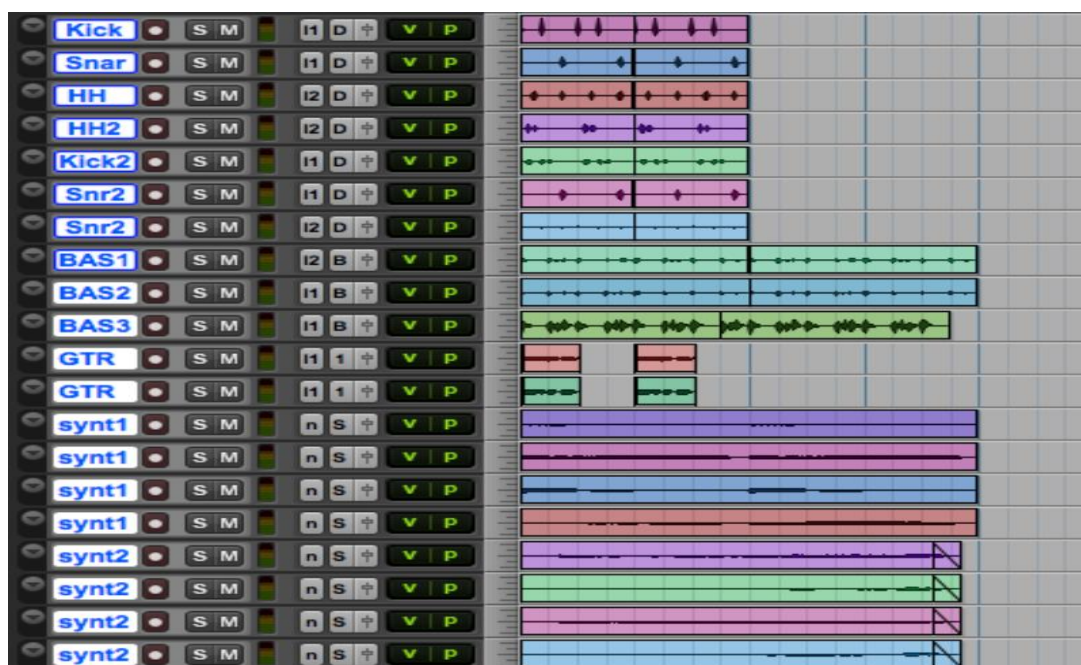 Kick S M I1 D V P
Snar S M I1 D V P
HH S M I2 D V P
HH2 S M I2 D V P
Kick2 S M I1 D V P
Snr2 S M I1 D V P
Snr2 S M I2 D V P
BAS1 S M I2 B V P
BAS2 S M I1 B V P
BAS3 S M I1 B V P
GTR S M I1 1 V P
GTR S M I1 1 V P
synt1 S M n S V P
synt1 S M n S V P
synt1 S M n S V P
synt1 S M n S V P
synt2 S M n S V P
synt2 S M n S V P
synt2 S M n S V P
synt2 S M n S V P